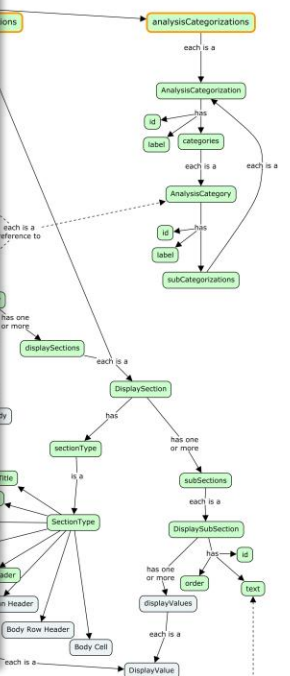 ions
analysisCategorizations
each is a
AnalysisCategorization
has
id
label
categories
each is a
each is a
AnalysisCategory
each is a
eference to
has
id
label
subCategorizations
has one
or more
displaySections
each is a
DisplaySection
dy
has
has one
or more
sectionType
is a
subSections
Title
each is a
SectionType
DisplaySubSection
has
id
has one
or more
ader
order
text
n Header
displayValues
Body Row Header
each is a
Body Cell
each is a
DisplayValue